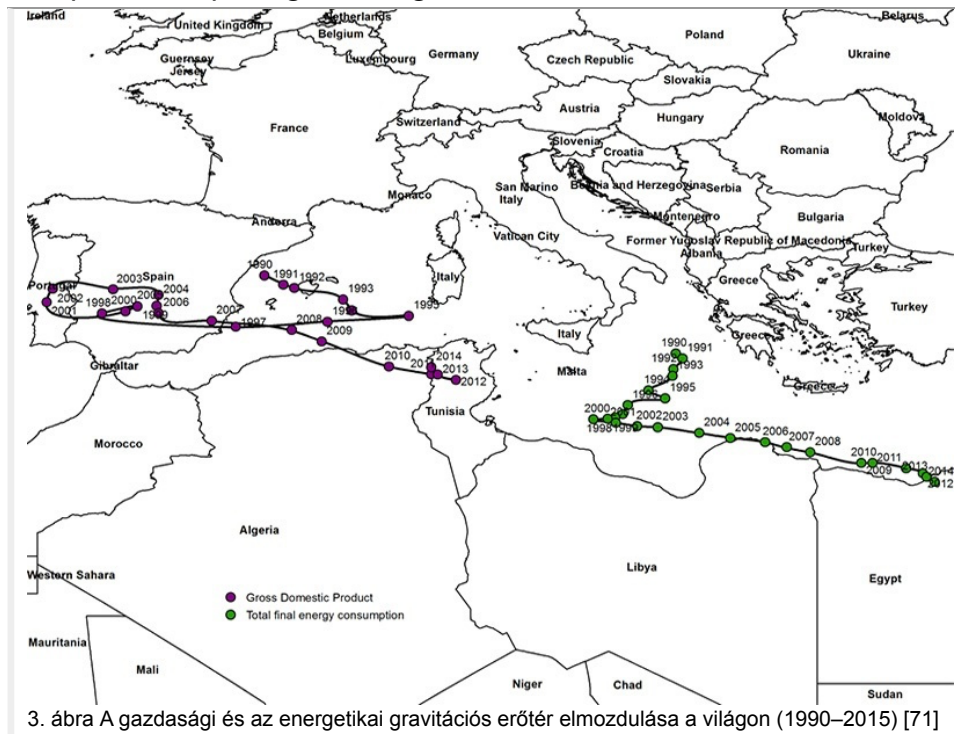 Ireland
United Kingdom
Netherlands
Belgium
Poland
Belarus
Guernsey
Jersey
Luxembourg
Germany
Czech Republic
Ukraine
Slovakia
France
Switzerland
Austria
Hungary
Moldova
Slovenia
Croatia
Romania
Monaco
San Marino
Italy
Bosnia and Herzegovina
Serbia
Andorra
Montenegro
Bulgaria
Vatican City
Former Yugoslav Republic of Macedonia
Albania
Turkey
Portugal
Spain
Italy
Greece
Turkey
1990
1991
1992
1993
1995
2003
2004
2002
2001
1998
2000
2006
2007
1997
2008
2009
Italy
Greece
Gibraltar
2010
2014
2013
2012
Malta
Greece
1990
1991
1992
1993
1994
1995
Tunisia
2000
1998
2002
2003
2004
2005
2006
2007
2008
Morocco
2010
2011
2009
2013
2014
2012
Algeria
Libya
Egypt
Western Sahara
Gross Domestic Product
Total final energy consumption
Mauritania
Mali
Niger
Chad
Sudan
3. ábra A gazdasági és az energetikai gravitációs erőtér elmozdulása a világon (1990–2015) [71]